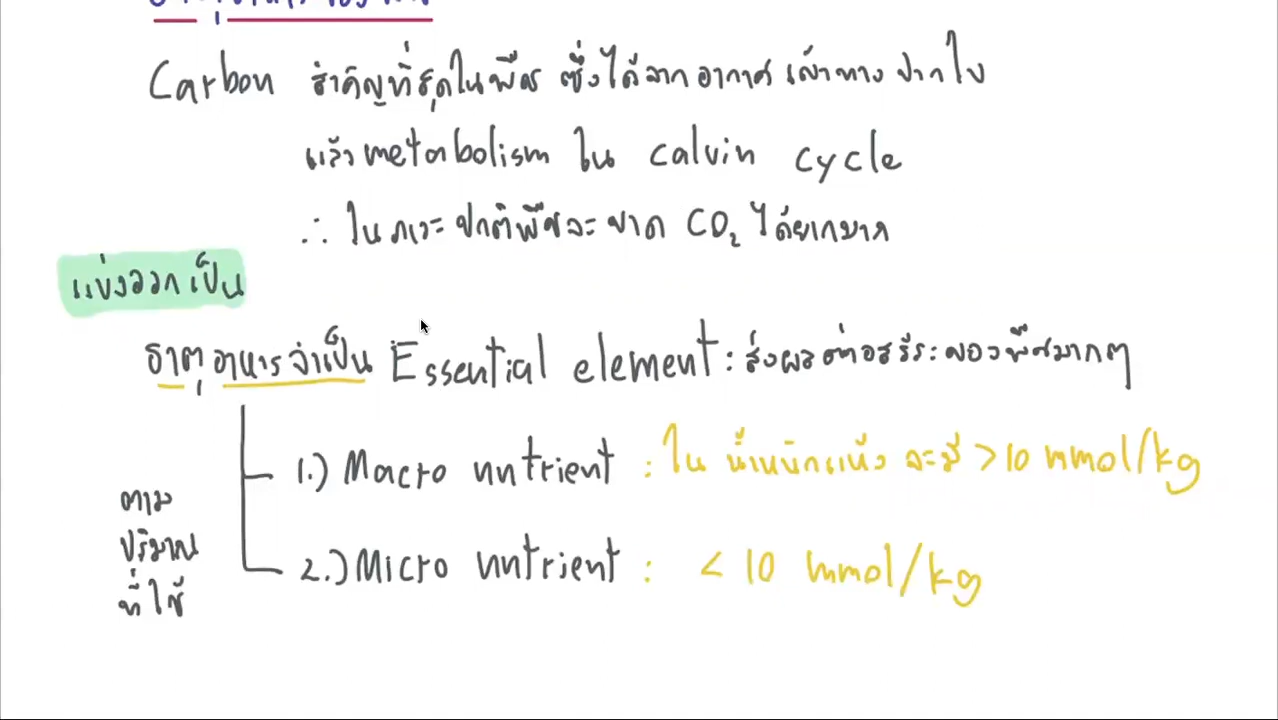 Carbon สำคัญที่สุดในพืช ซึ่งได้จากอากาศ เข้าทาง ปากใบ
แล้ว metabolism ใน calvin cycle
∴ ในภาวะ ปกติพืชจะ ขาด CO₂ ได้ยากมาก
แบ่งออกเป็น
ธาตุอาหารจำเป็น Essential element : ส่งผลต่อสรีระของพืชมากๆ
1.) Macro nutrient : ใน น้ำหนักแห้ง จะมี > 10 mmol/kg
2.) Micro nutrient : < 10 mmol/kg
ตาม
ปริมาณ
ที่ใช้